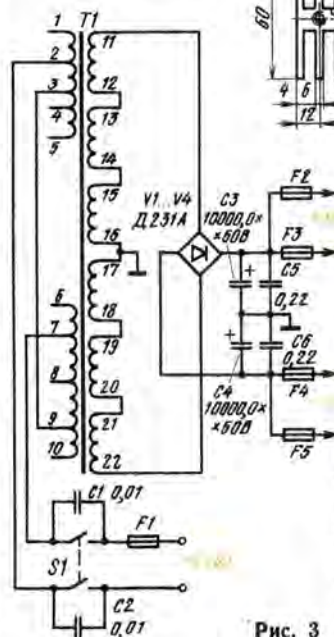 1 T1 11
2
3 12
4 13
5
14
15
16
17
6
7 18
8 19
9 20
10 21
22
V1...V4
Д231А
C3
10000,0×
×50В
+
+
C4
10000,0×
×50В
F2
F3
C5
0,22
C6
0,22
F4
F5
C1 0,01
F1
S1
C2
0,01
60
4 6
12
Рис. 3